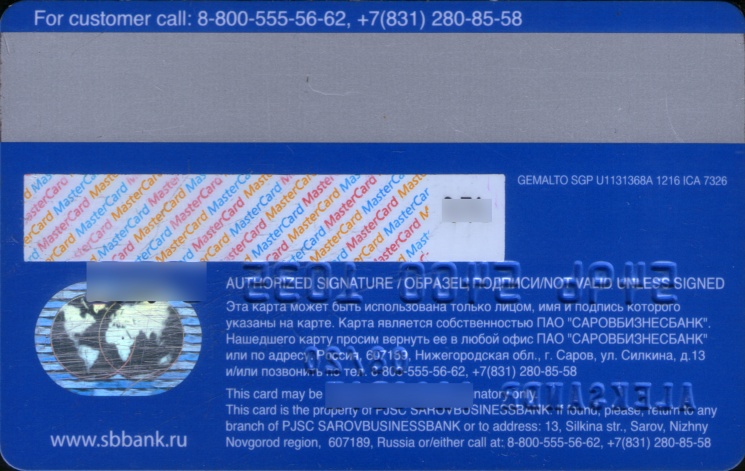 For customer call: 8-800-555-56-62, +7(831) 280-85-58
GEMALTO SGP U1131368A 1216 ICA 7326
MasterCard MasterCard MasterCard MasterCard
AUTHORIZED SIGNATURE / ОБРАЗЕЦ ПОДПИСИ/NOT VALID UNLESS SIGNED
Эта карта может быть использована только лицом, имя и подпись которого
указаны на карте. Карта является собственностью ПАО "САРОВБИЗНЕСБАНК".
Нашедшего карту просим вернуть ее в любой офис ПАО "САРОВБИЗНЕСБАНК"
или по адресу: Россия, 607189, Нижегородская обл., г. Саров, ул. Силкина, д.13
и/или позвонить по тел. 8-800-555-56-62, +7(831) 280-85-58
This card may be only.
This card is the property of PJSC SAROVBUSINESSBANK. If found, please, return to any
branch of PJSC SAROVBUSINESSBANK or to address: 13, Silkina str., Sarov, Nizhny
Novgorod region, 607189, Russia or/either call at: 8-800-555-56-62, +7(831) 280-85-58
www.sbbank.ru